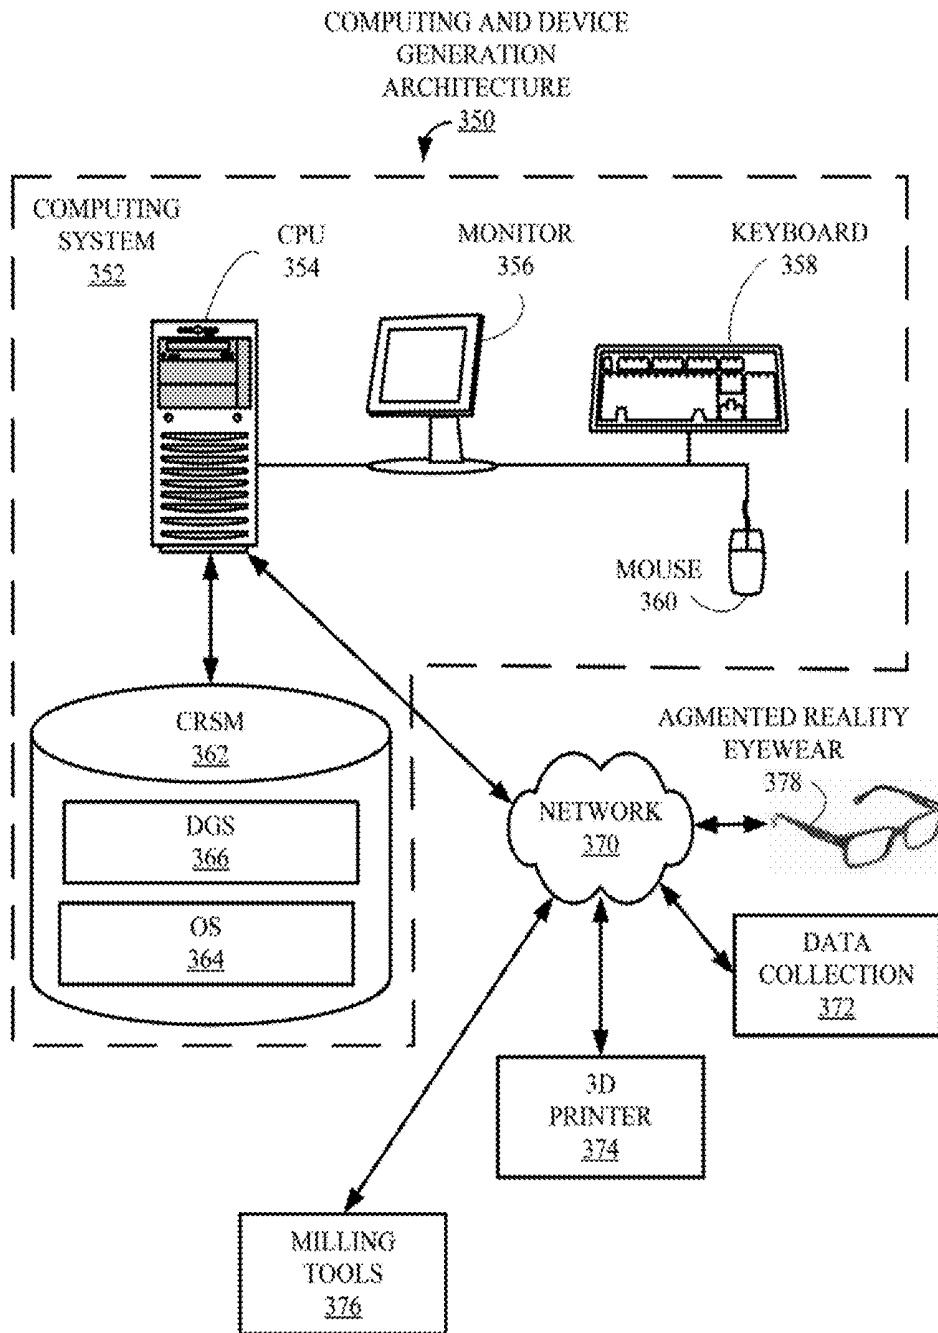 COMPUTING AND DEVICE
GENERATION
ARCHITECTURE
350
COMPUTING
SYSTEM
352
CPU
354
MONITOR
356
KEYBOARD
358
MOUSE
360
CRSM
362
DGS
366
OS
364
NETWORK
370
AGMENTED REALITY
EYEWEAR
378
DATA
COLLECTION
372
3D
PRINTER
374
MILLING
TOOLS
376